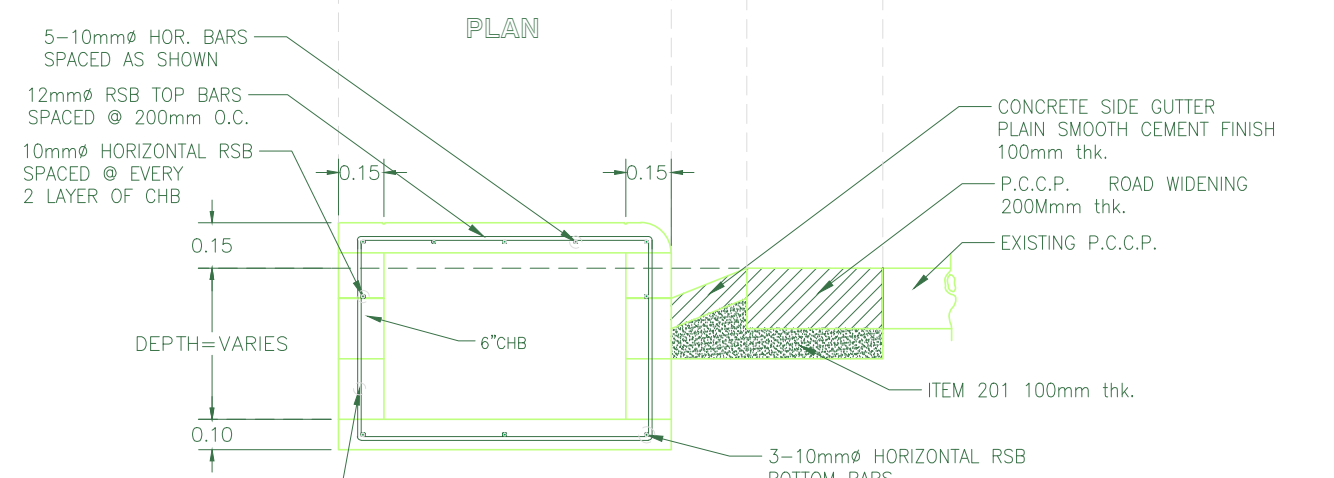 PLAN
5-10mmø HOR. BARS
SPACED AS SHOWN
12mmø RSB TOP BARS
SPACED @ 200mm O.C.
10mmø HORIZONTAL RSB
SPACED @ EVERY
2 LAYER OF CHB
0.15
0.15
0.15
DEPTH=VARIES
0.10
6"CHB
CONCRETE SIDE GUTTER
PLAIN SMOOTH CEMENT FINISH
100mm thk.
P.C.C.P. ROAD WIDENING
200Mmm thk.
EXISTING P.C.C.P.
ITEM 201 100mm thk.
3-10mmø HORIZONTAL RSB
BOTTOM BARS